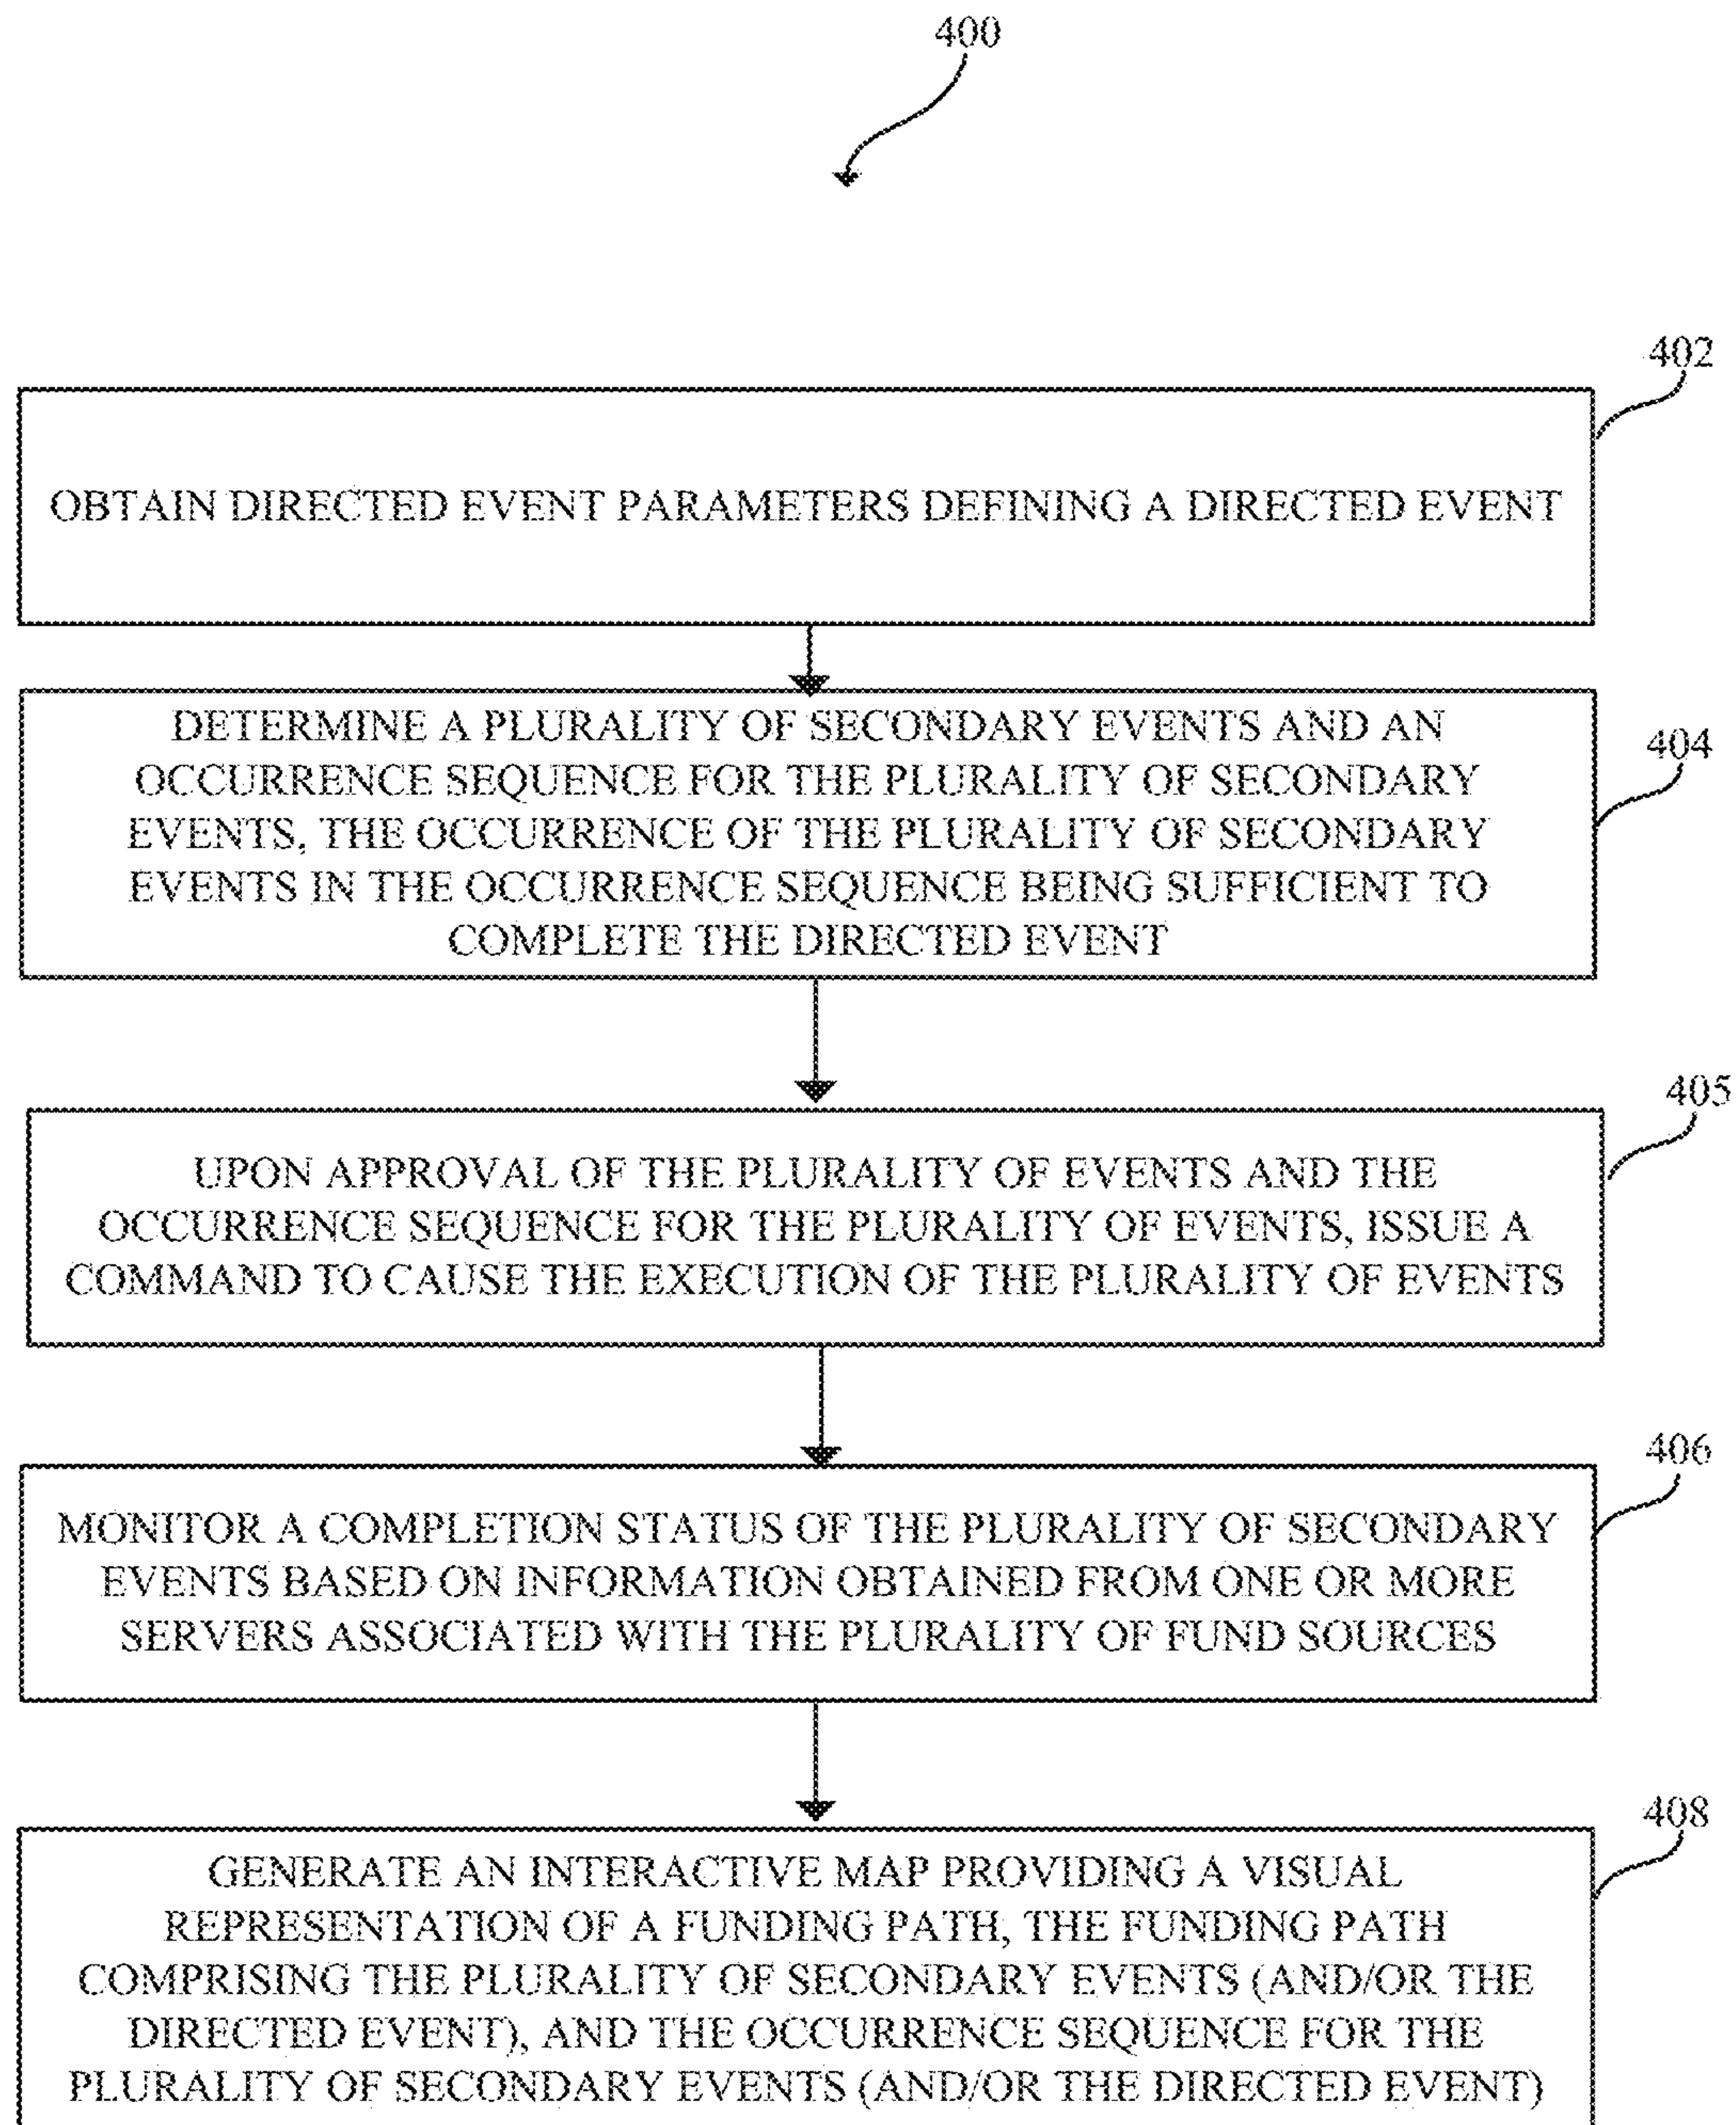 400
402
OBTAIN DIRECTED EVENT PARAMETERS DEFINING A DIRECTED EVENT
404
DETERMINE A PLURALITY OF SECONDARY EVENTS AND AN
OCCURRENCE SEQUENCE FOR THE PLURALITY OF SECONDARY
EVENTS, THE OCCURRENCE OF THE PLURALITY OF SECONDARY
EVENTS IN THE OCCURRENCE SEQUENCE BEING SUFFICIENT TO
COMPLETE THE DIRECTED EVENT
405
UPON APPROVAL OF THE PLURALITY OF EVENTS AND THE
OCCURRENCE SEQUENCE FOR THE PLURALITY OF EVENTS, ISSUE A
COMMAND TO CAUSE THE EXECUTION OF THE PLURALITY OF EVENTS
406
MONITOR A COMPLETION STATUS OF THE PLURALITY OF SECONDARY
EVENTS BASED ON INFORMATION OBTAINED FROM ONE OR MORE
SERVERS ASSOCIATED WITH THE PLURALITY OF FUND SOURCES
408
GENERATE AN INTERACTIVE MAP PROVIDING A VISUAL
REPRESENTATION OF A FUNDING PATH, THE FUNDING PATH
COMPRISING THE PLURALITY OF SECONDARY EVENTS (AND/OR THE
DIRECTED EVENT), AND THE OCCURRENCE SEQUENCE FOR THE
PLURALITY OF SECONDARY EVENTS (AND/OR THE DIRECTED EVENT)